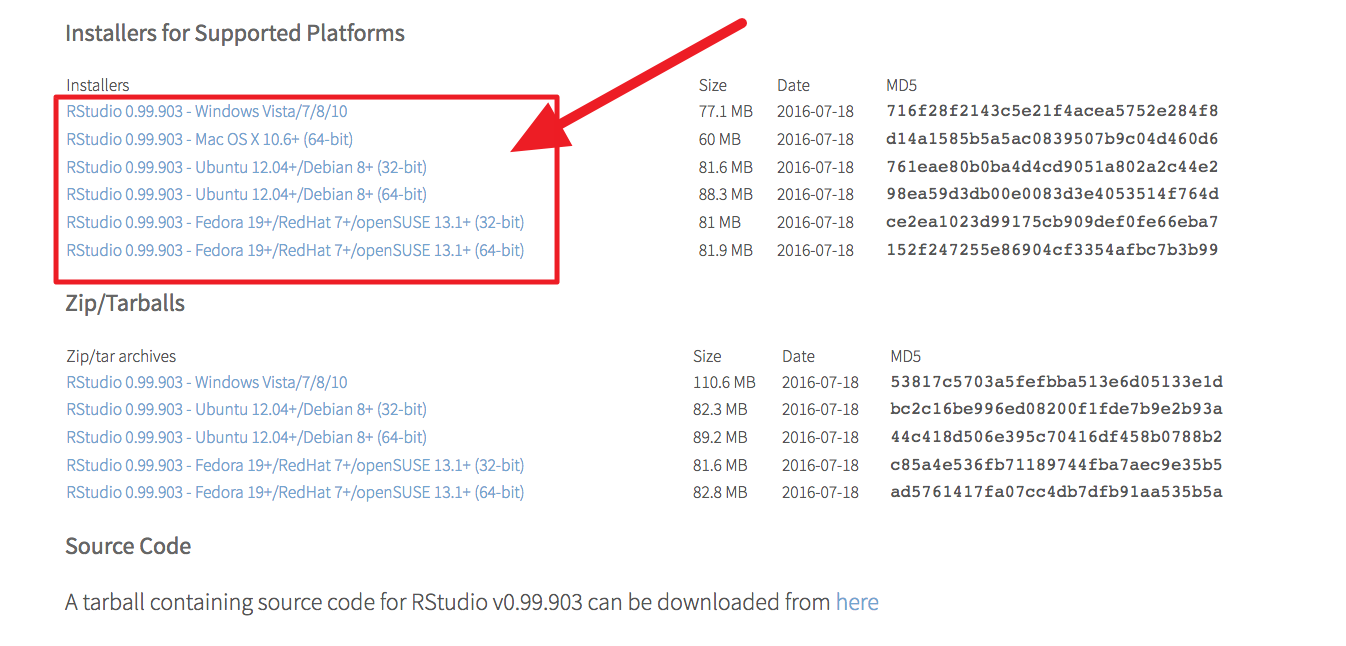 Installers for Supported Platforms
Installers Size Date MD5
RStudio 0.99.903 - Windows Vista/7/8/10 77.1 MB 2016-07-18 716f28f2143c5e21f4acea5752e284f8
RStudio 0.99.903 - Mac OS X 10.6+ (64-bit) 60 MB 2016-07-18 d14a1585b5a5ac0839507b9c04d460d6
RStudio 0.99.903 - Ubuntu 12.04+/Debian 8+ (32-bit) 81.6 MB 2016-07-18 761eae80b0ba4d4cd9051a802a2c44e2
RStudio 0.99.903 - Ubuntu 12.04+/Debian 8+ (64-bit) 88.3 MB 2016-07-18 98ea59d3db00e0083d3e4053514f764d
RStudio 0.99.903 - Fedora 19+/RedHat 7+/openSUSE 13.1+ (32-bit) 81 MB 2016-07-18 ce2ea1023d99175cb909def0fe66eba7
RStudio 0.99.903 - Fedora 19+/RedHat 7+/openSUSE 13.1+ (64-bit) 81.9 MB 2016-07-18 152f247255e86904cf3354afbc7b3b99
Zip/Tarballs
Zip/tar archives Size Date MD5
RStudio 0.99.903 - Windows Vista/7/8/10 110.6 MB 2016-07-18 53817c5703a5fefbba513e6d05133e1d
RStudio 0.99.903 - Ubuntu 12.04+/Debian 8+ (32-bit) 82.3 MB 2016-07-18 bc2c16be996ed08200f1fde7b9e2b93a
RStudio 0.99.903 - Ubuntu 12.04+/Debian 8+ (64-bit) 89.2 MB 2016-07-18 44c418d506e395c70416df458b0788b2
RStudio 0.99.903 - Fedora 19+/RedHat 7+/openSUSE 13.1+ (32-bit) 81.6 MB 2016-07-18 c85a4e536fb71189744fba7aec9e35b5
RStudio 0.99.903 - Fedora 19+/RedHat 7+/openSUSE 13.1+ (64-bit) 82.8 MB 2016-07-18 ad5761417fa07cc4db7dfb91aa535b5a
Source Code
A tarball containing source code for RStudio v0.99.903 can be downloaded from here